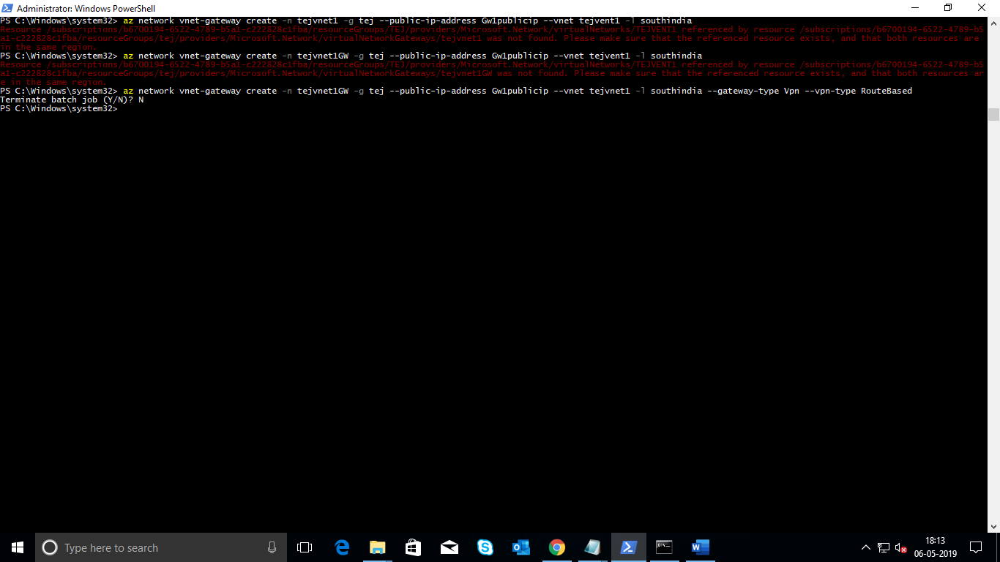 Administrator: Windows PowerShell
PS C:\Windows\system32> az network vnet-gateway create -n tejvnet1 -g tej --public-ip-address Gw1publicip --vnet tejvent1 -l southindia
Resource /subscriptions/b6700194-6522-4789-b5a1-c222828c1fba/resourceGroups/TEJ/providers/Microsoft.Network/virtualNetworks/TEJVENT1 referenced by resource /subscriptions/b6700194-6522-4789-b5
a1-c222828c1fba/resourceGroups/tej/providers/Microsoft.Network/virtualNetworkGateways/tejvnet1 was not found. Please make sure that the referenced resource exists, and that both resources are
in the same region.
PS C:\Windows\system32> az network vnet-gateway create -n tejvnet1GW -g tej --public-ip-address Gw1publicip --vnet tejvent1 -l southindia
Resource /subscriptions/b6700194-6522-4789-b5a1-c222828c1fba/resourceGroups/TEJ/providers/Microsoft.Network/virtualNetworks/TEJVENT1 referenced by resource /subscriptions/b6700194-6522-4789-b5
a1-c222828c1fba/resourceGroups/tej/providers/Microsoft.Network/virtualNetworkGateways/tejvnet1GW was not found. Please make sure that the referenced resource exists, and that both resources ar
e in the same region.
PS C:\Windows\system32> az network vnet-gateway create -n tejvnet1GW -g tej --public-ip-address Gw1publicip --vnet tejvnet1 -l southindia --gateway-type Vpn --vpn-type RouteBased
Terminate batch job (Y/N)? N
PS C:\Windows\system32>
Type here to search
18:13
06-05-2019